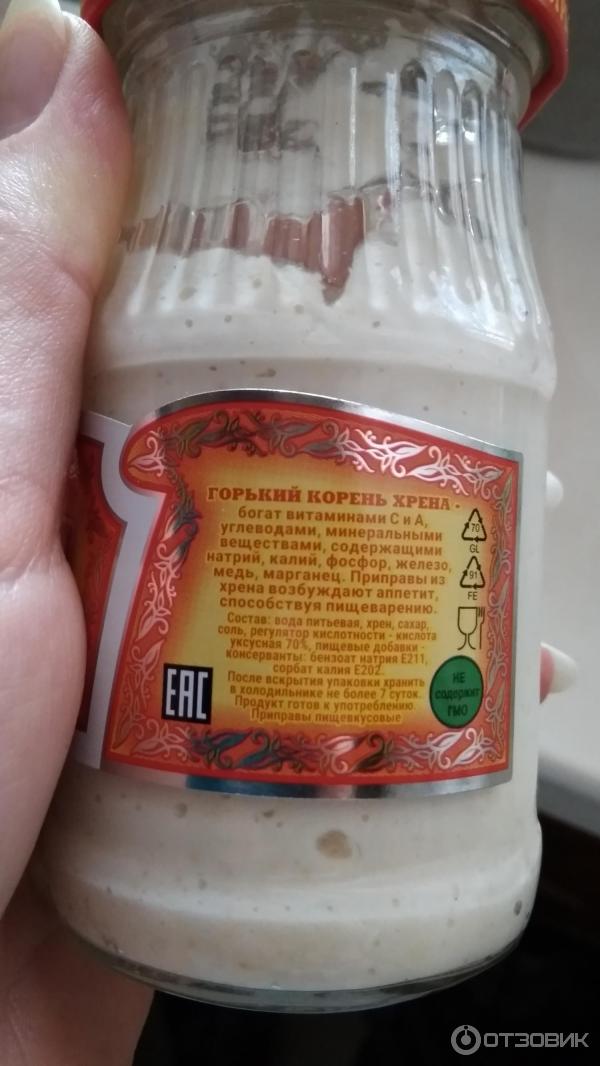 ГОРЬКИЙ КОРЕНЬ ХРЕНА -
богат витаминами С и А,
углеводами, минеральными
веществами, содержащими
натрий, калий, фосфор, железо,
медь, марганец. Приправы из
хрена возбуждают аппетит,
способствуя пищеварению.
Состав: вода питьевая, хрен, сахар,
соль, регулятор кислотности - кислота
уксусная 70%, пищевые добавки -
консерванты: бензоат натрия Е211,
сорбат калия Е202.
После вскрытия упаковки хранить
в холодильнике не более 7 суток.
Продукт готов к употреблению.
Приправы пищевкусовые
70
GL
91
FE
НЕ
содержит
ГМО
ЕАС
ОТЗОВИК